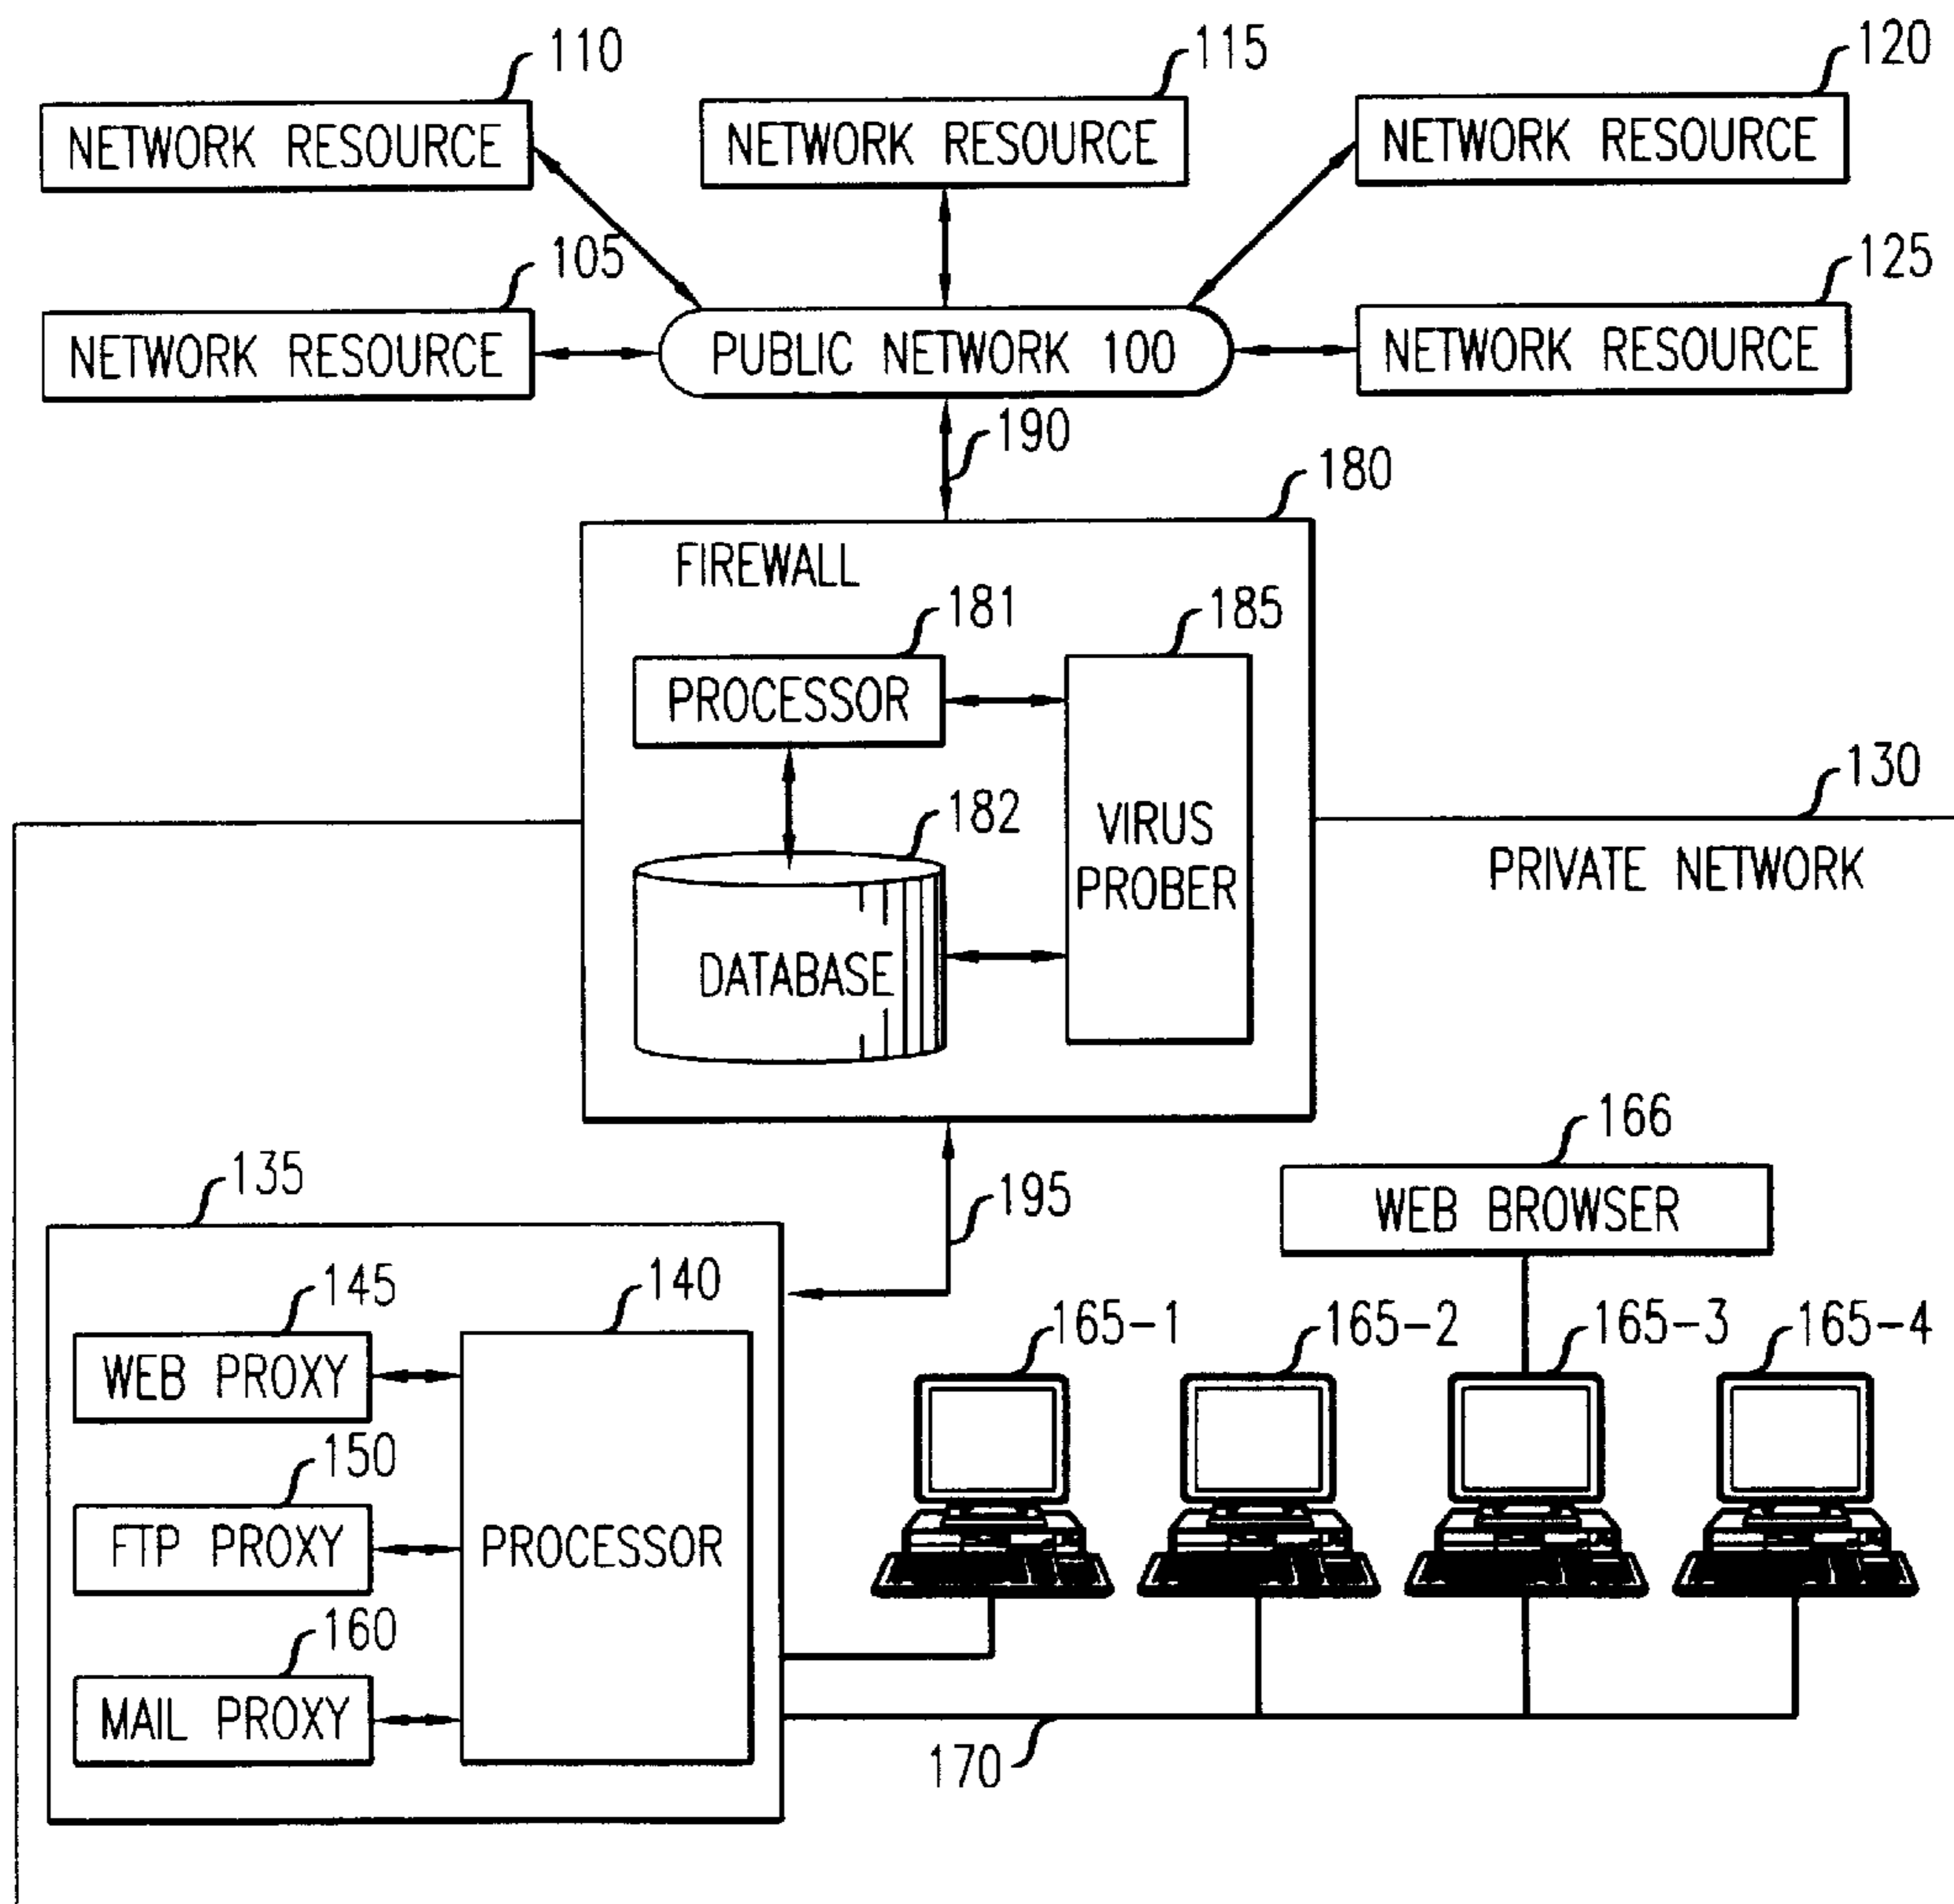 110
115
120
NETWORK RESOURCE
NETWORK RESOURCE
NETWORK RESOURCE
105
125
NETWORK RESOURCE
PUBLIC NETWORK 100
NETWORK RESOURCE
190
180
FIREWALL
181
185
PROCESSOR
130
182
VIRUS
PROBER
PRIVATE NETWORK
DATABASE
166
135
195
WEB BROWSER
145
140
165-1
165-2
165-3
165-4
WEB PROXY
150
FTP PROXY
PROCESSOR
160
MAIL PROXY
170